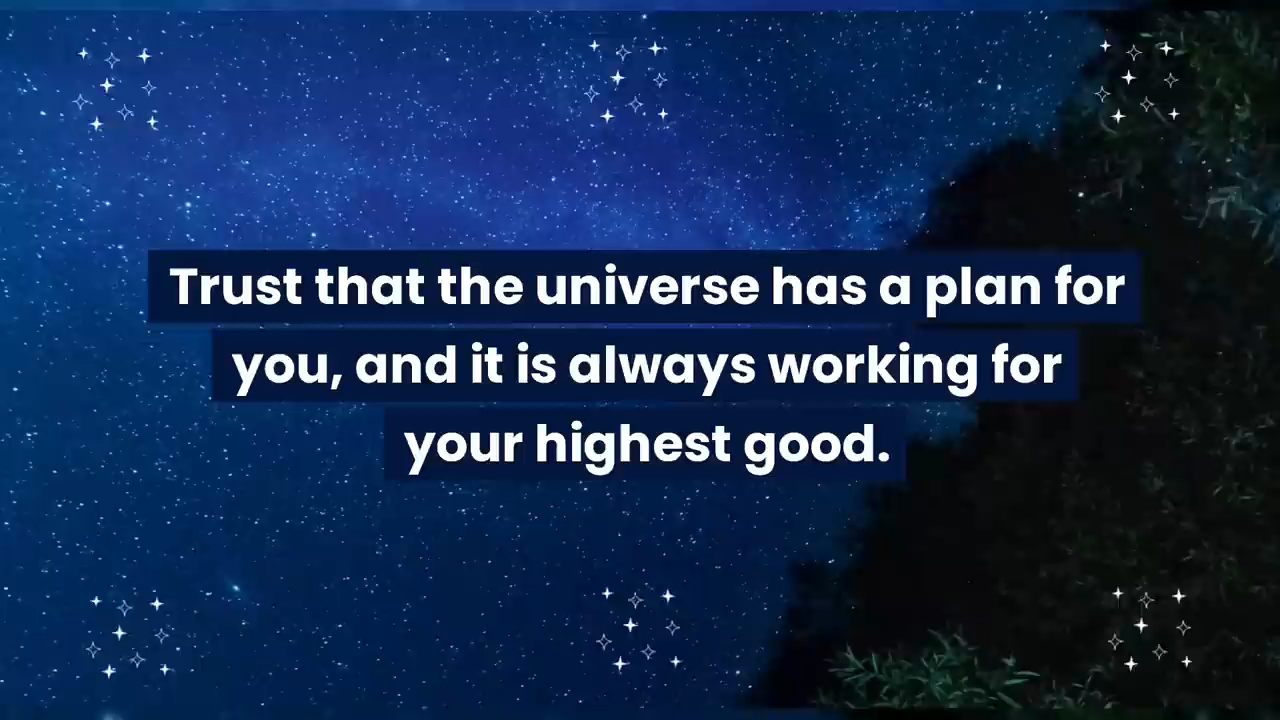 Trust that the universe has a plan for
you, and it is always working for
your highest good.